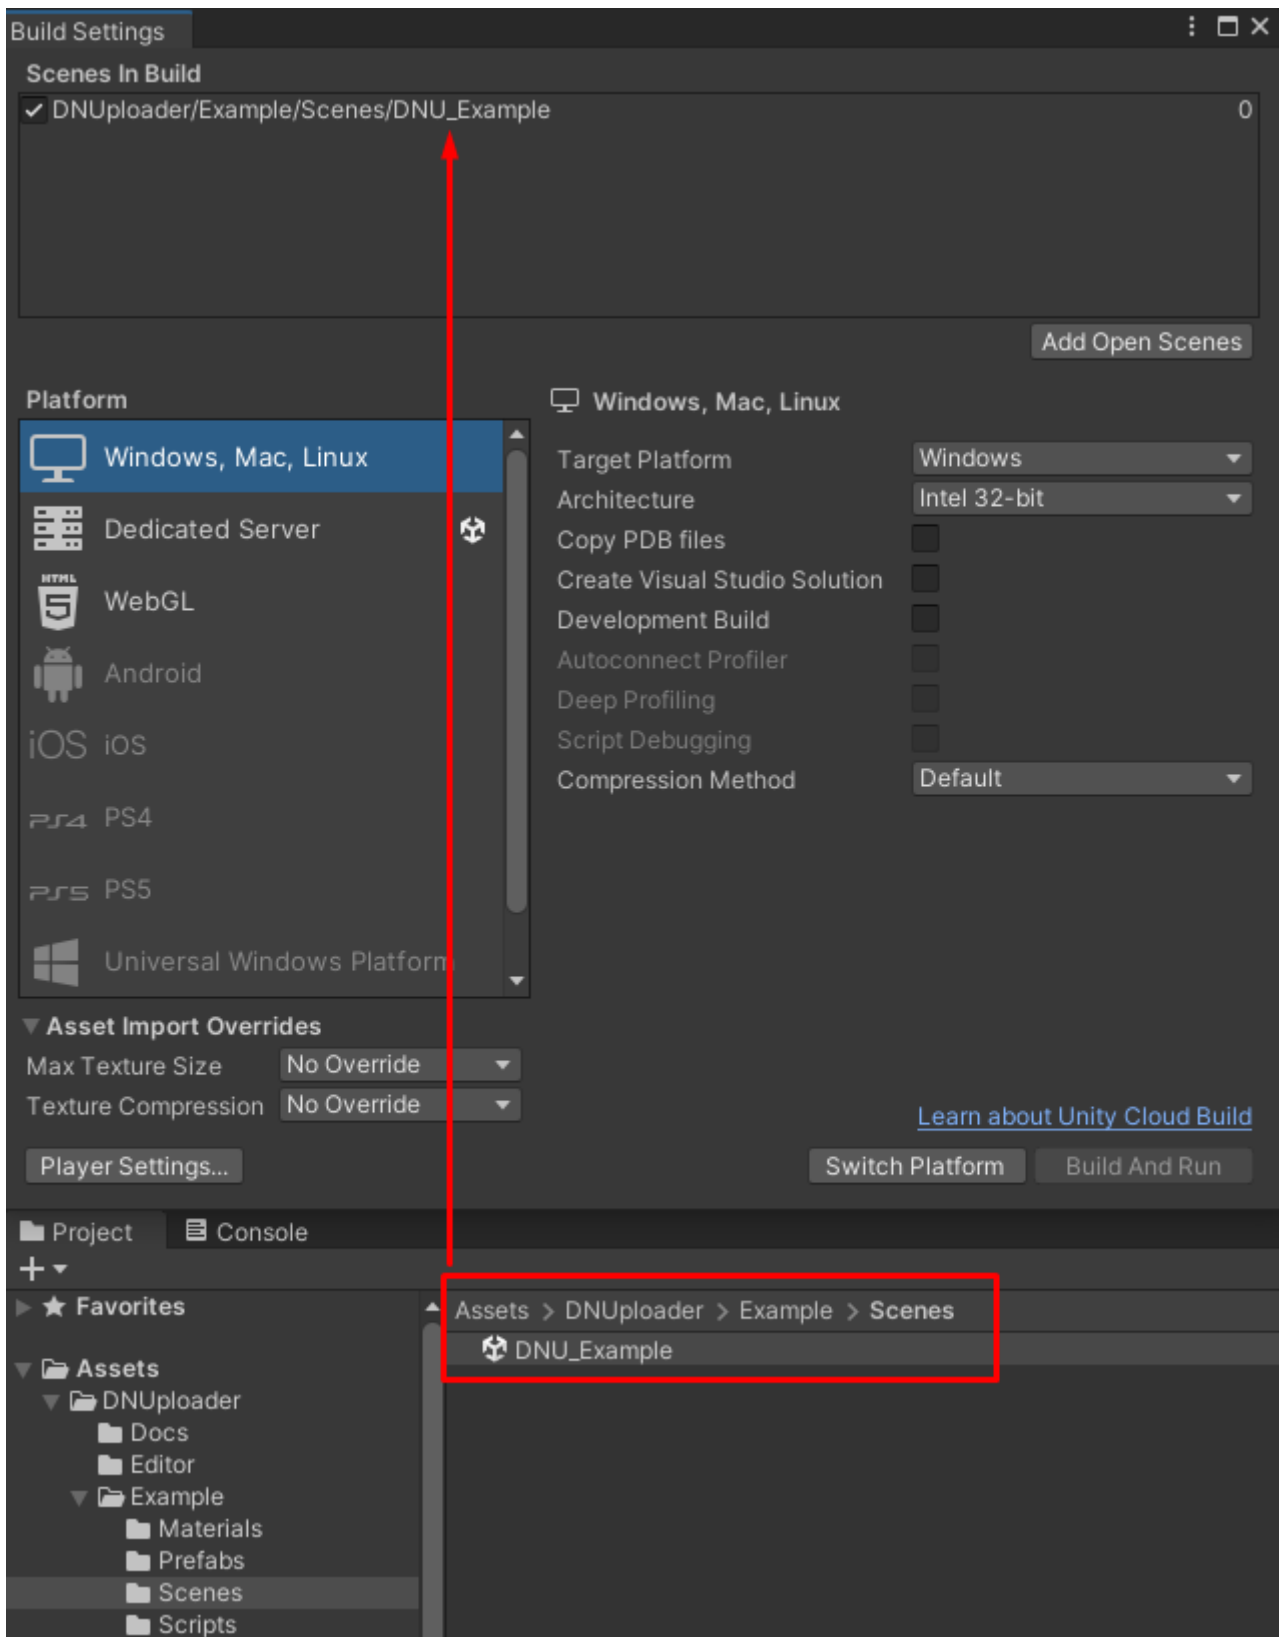 Build Settings
Scenes In Build
DNUploader/Example/Scenes/DNU_Example 0
Add Open Scenes
Platform
Windows, Mac, Linux
Dedicated Server
HTML
5
WebGL
Android
iOS iOS
PS4 PS4
PS5 PS5
Universal Windows Platform
Windows, Mac, Linux
Target Platform Windows
Architecture Intel 32-bit
Copy PDB files
Create Visual Studio Solution
Development Build
Autoconnect Profiler
Deep Profiling
Script Debugging
Compression Method Default
Asset Import Overrides
Max Texture Size No Override
Texture Compression No Override
Learn about Unity Cloud Build
Player Settings... Switch Platform Build And Run
Project Console
Favorites
Assets
DNUploader
Docs
Editor
Example
Materials
Prefabs
Scenes
Scripts
Assets > DNUploader > Example > Scenes
DNU_Example